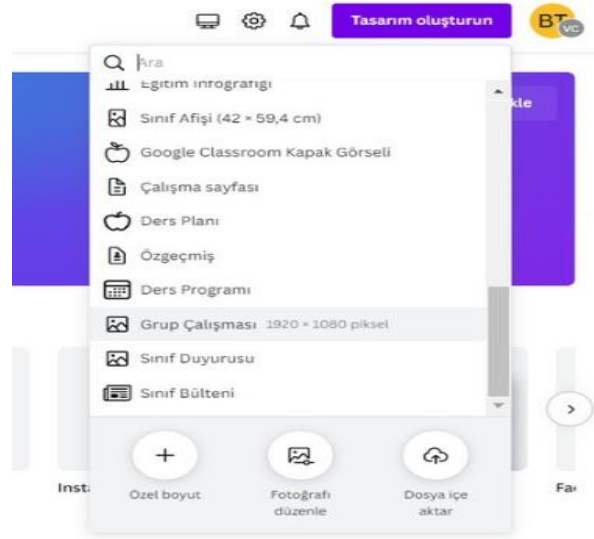 Tasarım oluşturun
BT
VC
Ara
Eğitim İnfografiği
kle
Sınıf Afişi (42 × 59,4 cm)
Google Classroom Kapak Görseli
Çalışma sayfası
Ders Planı
Özgeçmiş
Ders Programı
Grup Çalışması 1920 × 1080 piksel
Sınıf Duyurusu
Sınıf Bülteni
Insta
Özel boyut
Fotoğrafı
düzenle
Dosya içe
aktar
Fa